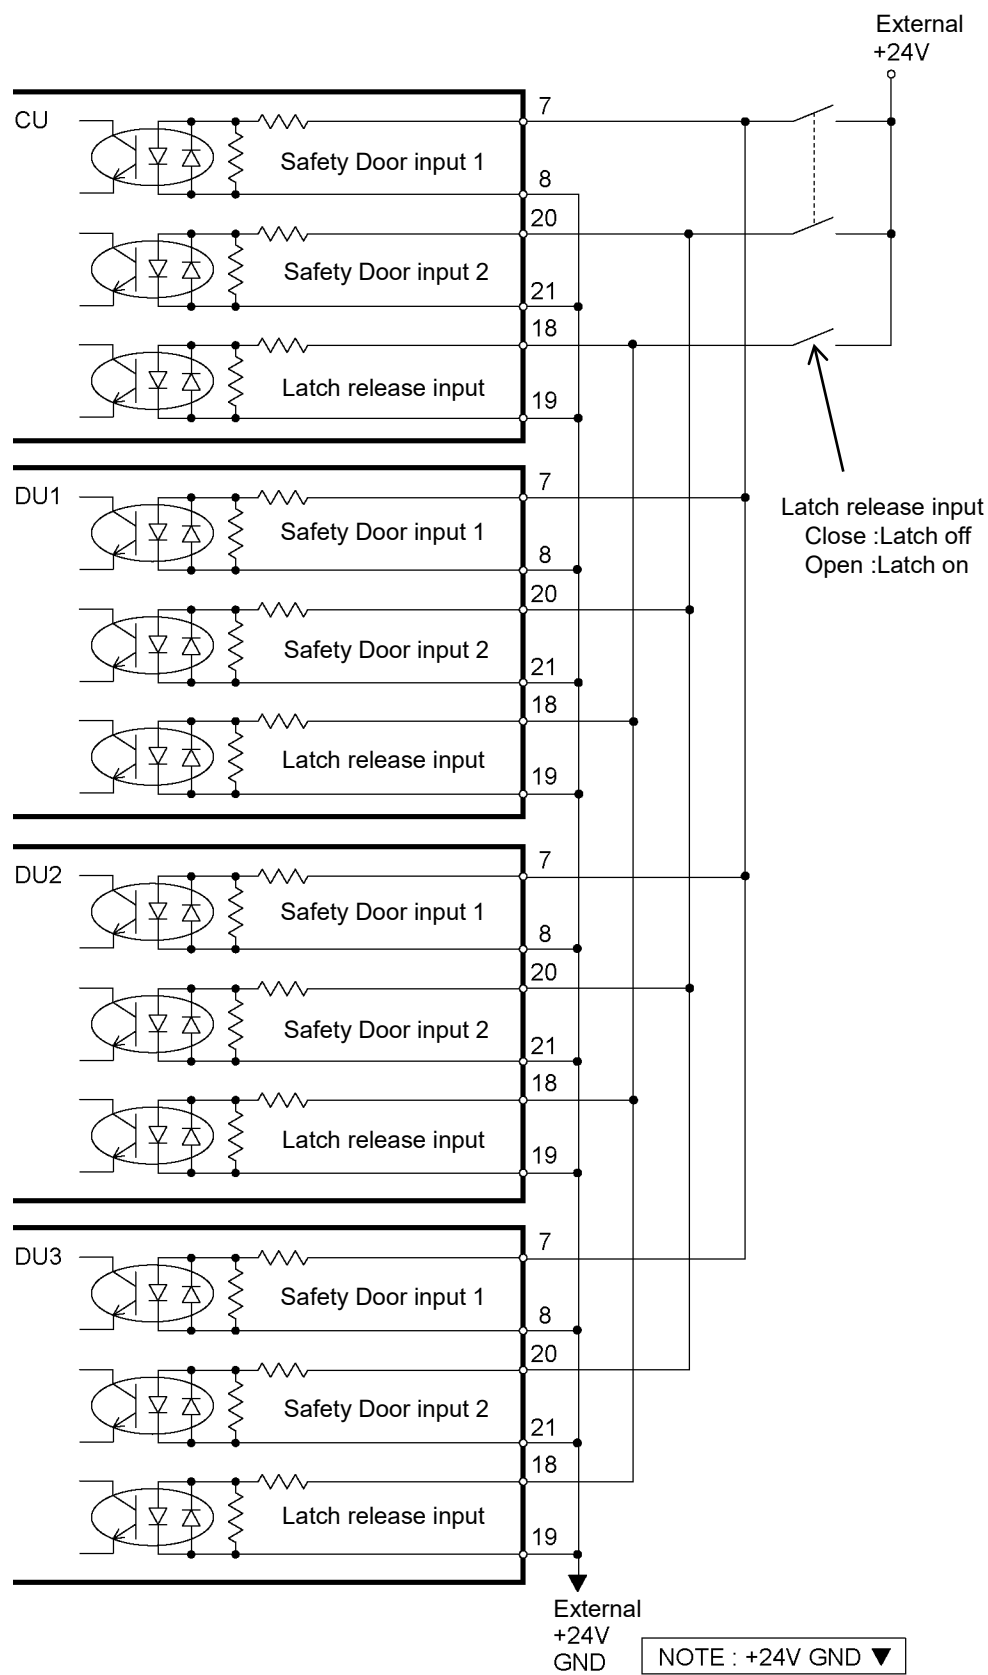 External
+24V
CU
7
Safety Door input 1
8
20
Safety Door input 2
21
18
Latch release input
19
DU1
7
Safety Door input 1
8
20
Safety Door input 2
21
18
Latch release input
19
Latch release input
Close :Latch off
Open :Latch on
DU2
7
Safety Door input 1
8
20
Safety Door input 2
21
18
Latch release input
19
DU3
7
Safety Door input 1
8
20
Safety Door input 2
21
18
Latch release input
19
External
+24V
GND
NOTE : +24V GND ▼